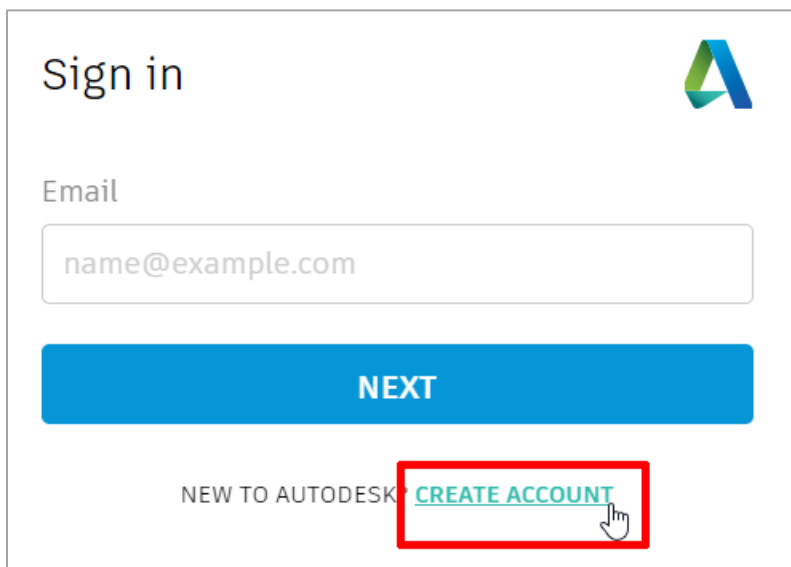 Sign in
Email
name@example.com
NEXT
NEW TO AUTODESK? CREATE ACCOUNT